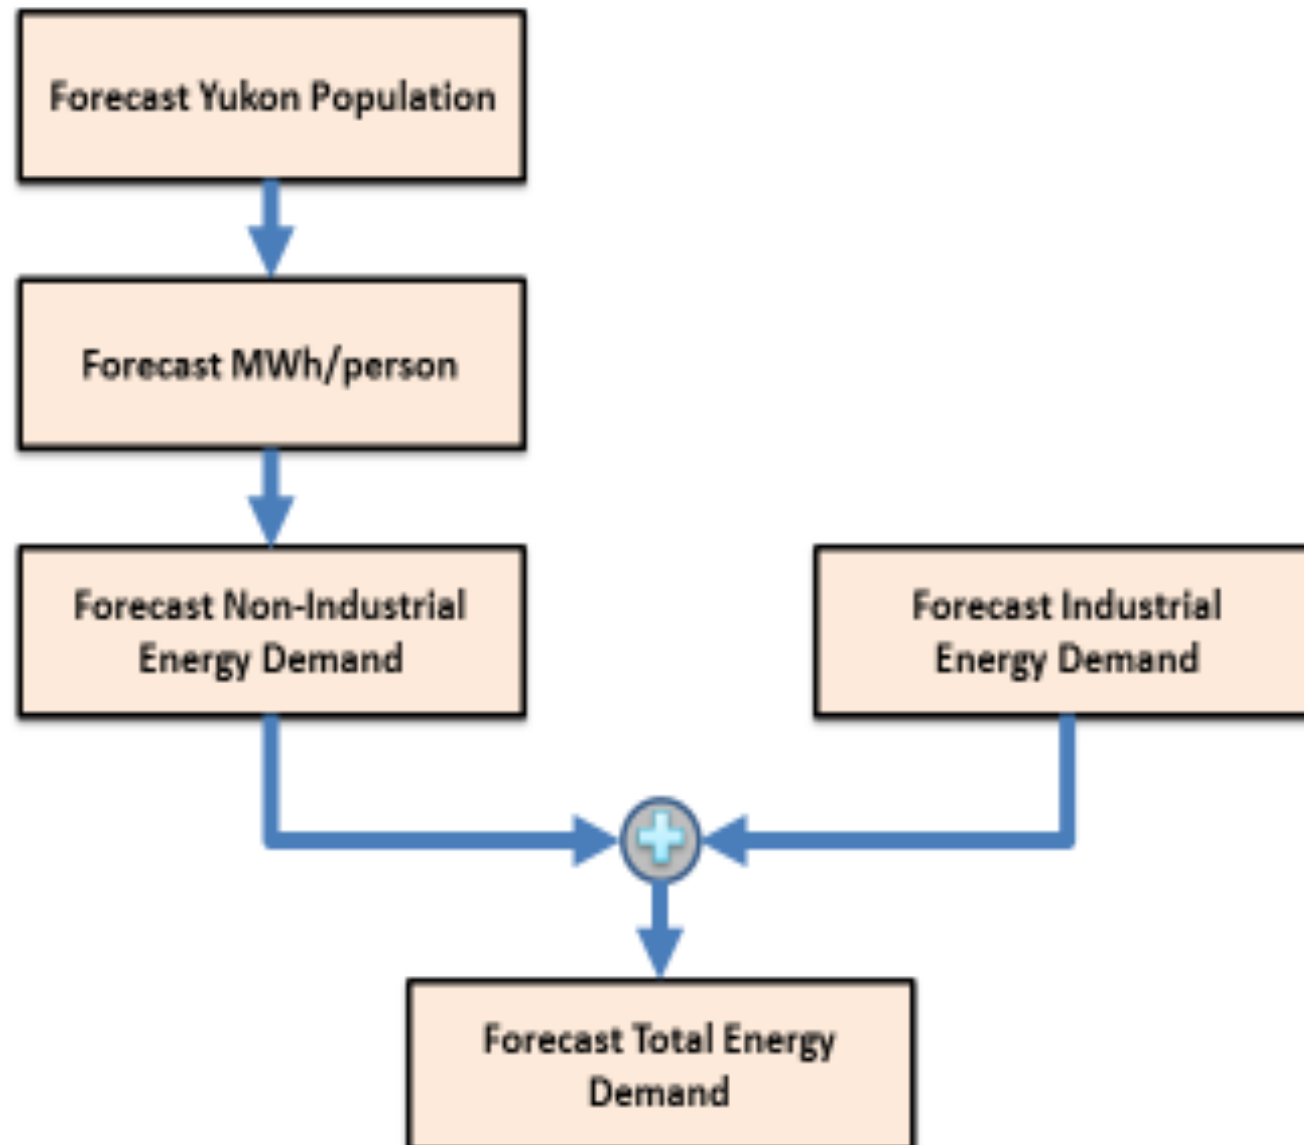 Forecast Yukon Population
Forecast MWh/person
Forecast Non-Industrial
Energy Demand
Forecast Industrial
Energy Demand
Forecast Total Energy
Demand